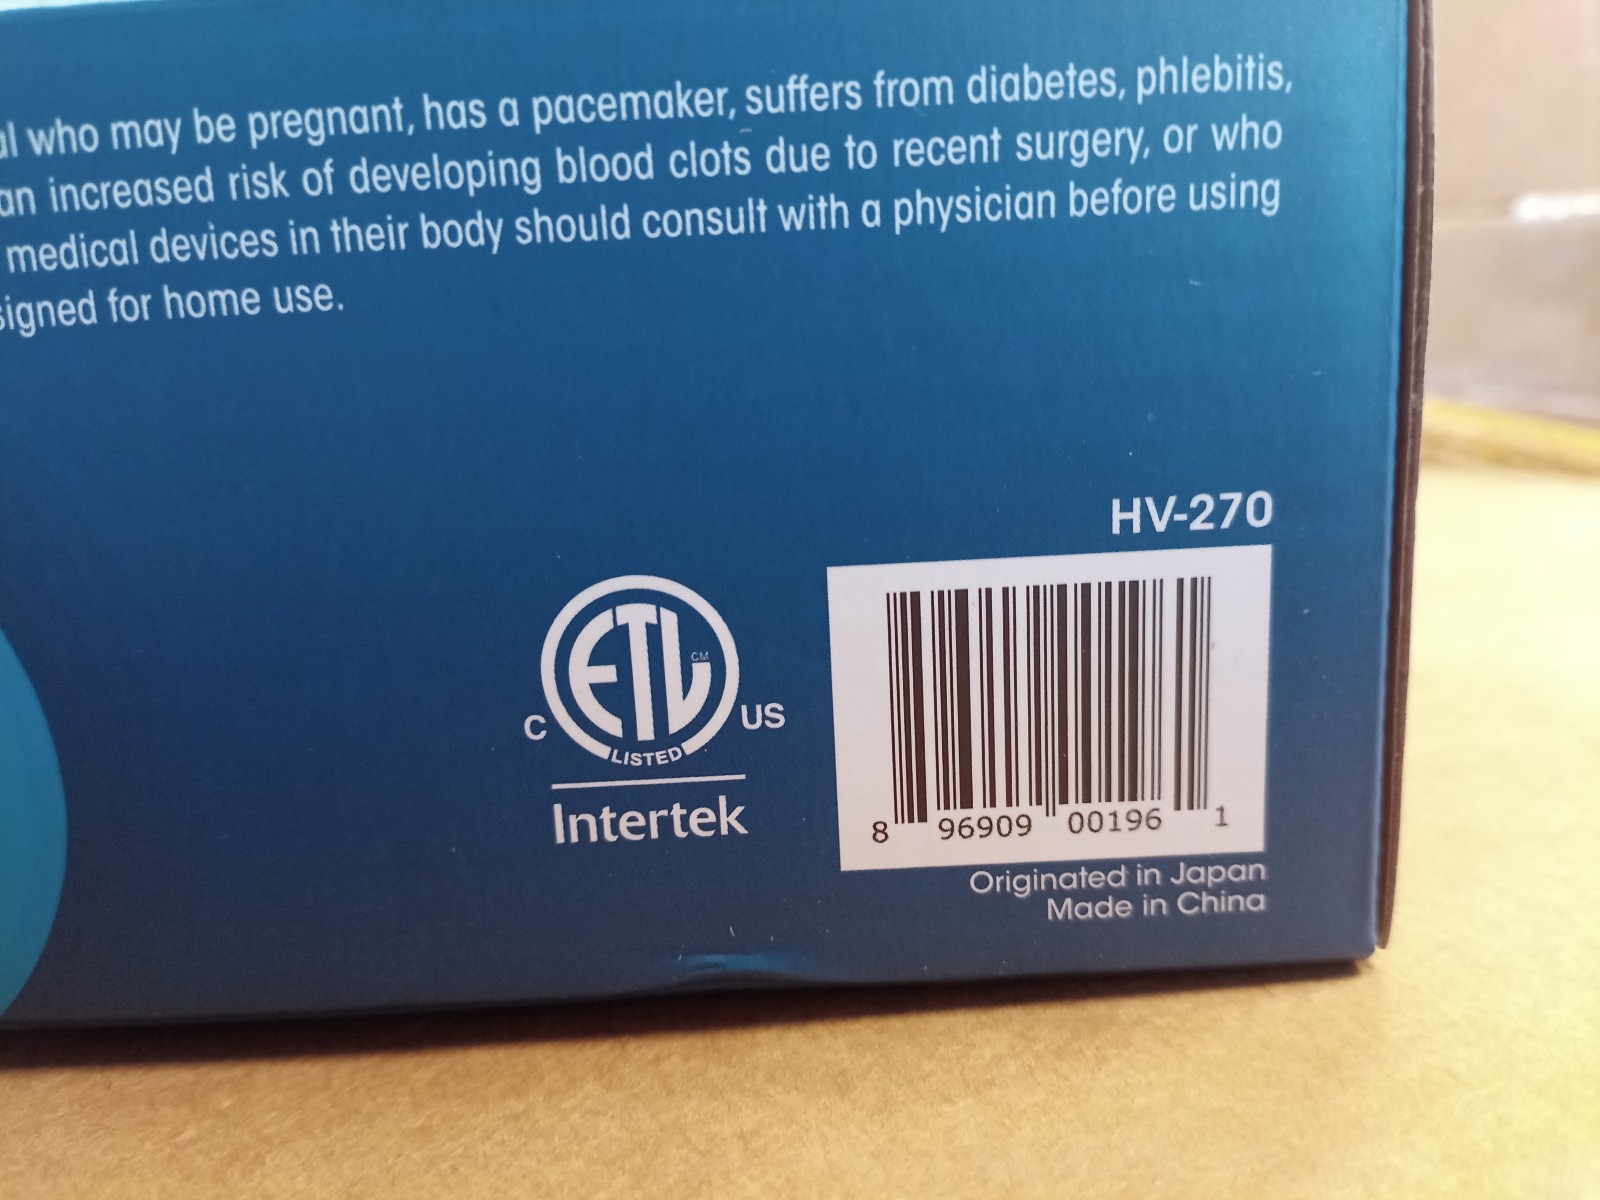 who may be pregnant, has a pacemaker, suffers from diabetes, phlebitis,
an increased risk of developing blood clots due to recent surgery, or who
medical devices in their body should consult with a physician before using
for home use.
HV-270
ETL CM
C US
LISTED
Intertek
8 96909 00196 1
Originated in Japan
Made in China